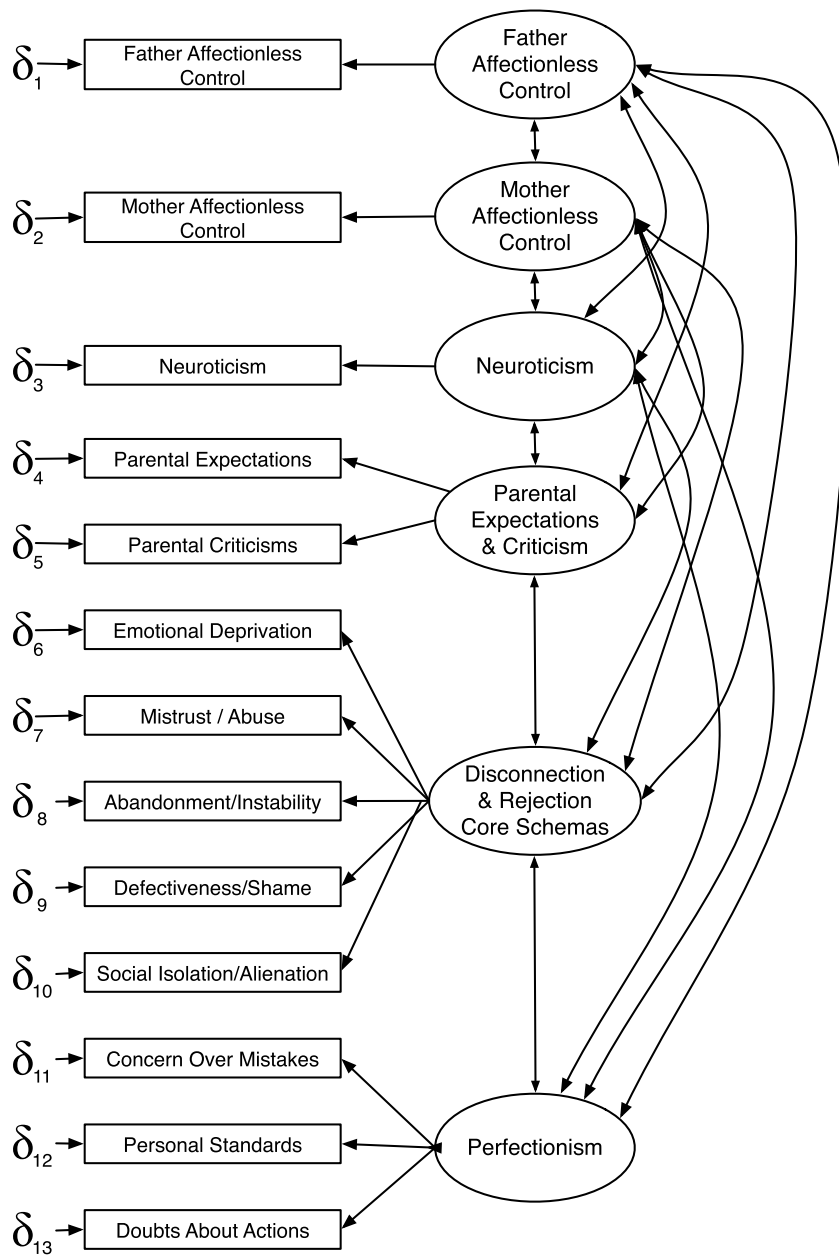 δ1
Father Affectionless
Control
Father
Affectionless
Control
δ2
Mother Affectionless
Control
Mother
Affectionless
Control
δ3
Neuroticism
Neuroticism
δ4
Parental Expectations
δ5
Parental Criticisms
Parental
Expectations
& Criticism
δ6
Emotional Deprivation
δ7
Mistrust / Abuse
δ8
Abandonment/Instability
Disconnection
& Rejection
Core Schemas
δ9
Defectiveness/Shame
δ10
Social Isolation/Alienation
δ11
Concern Over Mistakes
δ12
Personal Standards
Perfectionism
δ13
Doubts About Actions